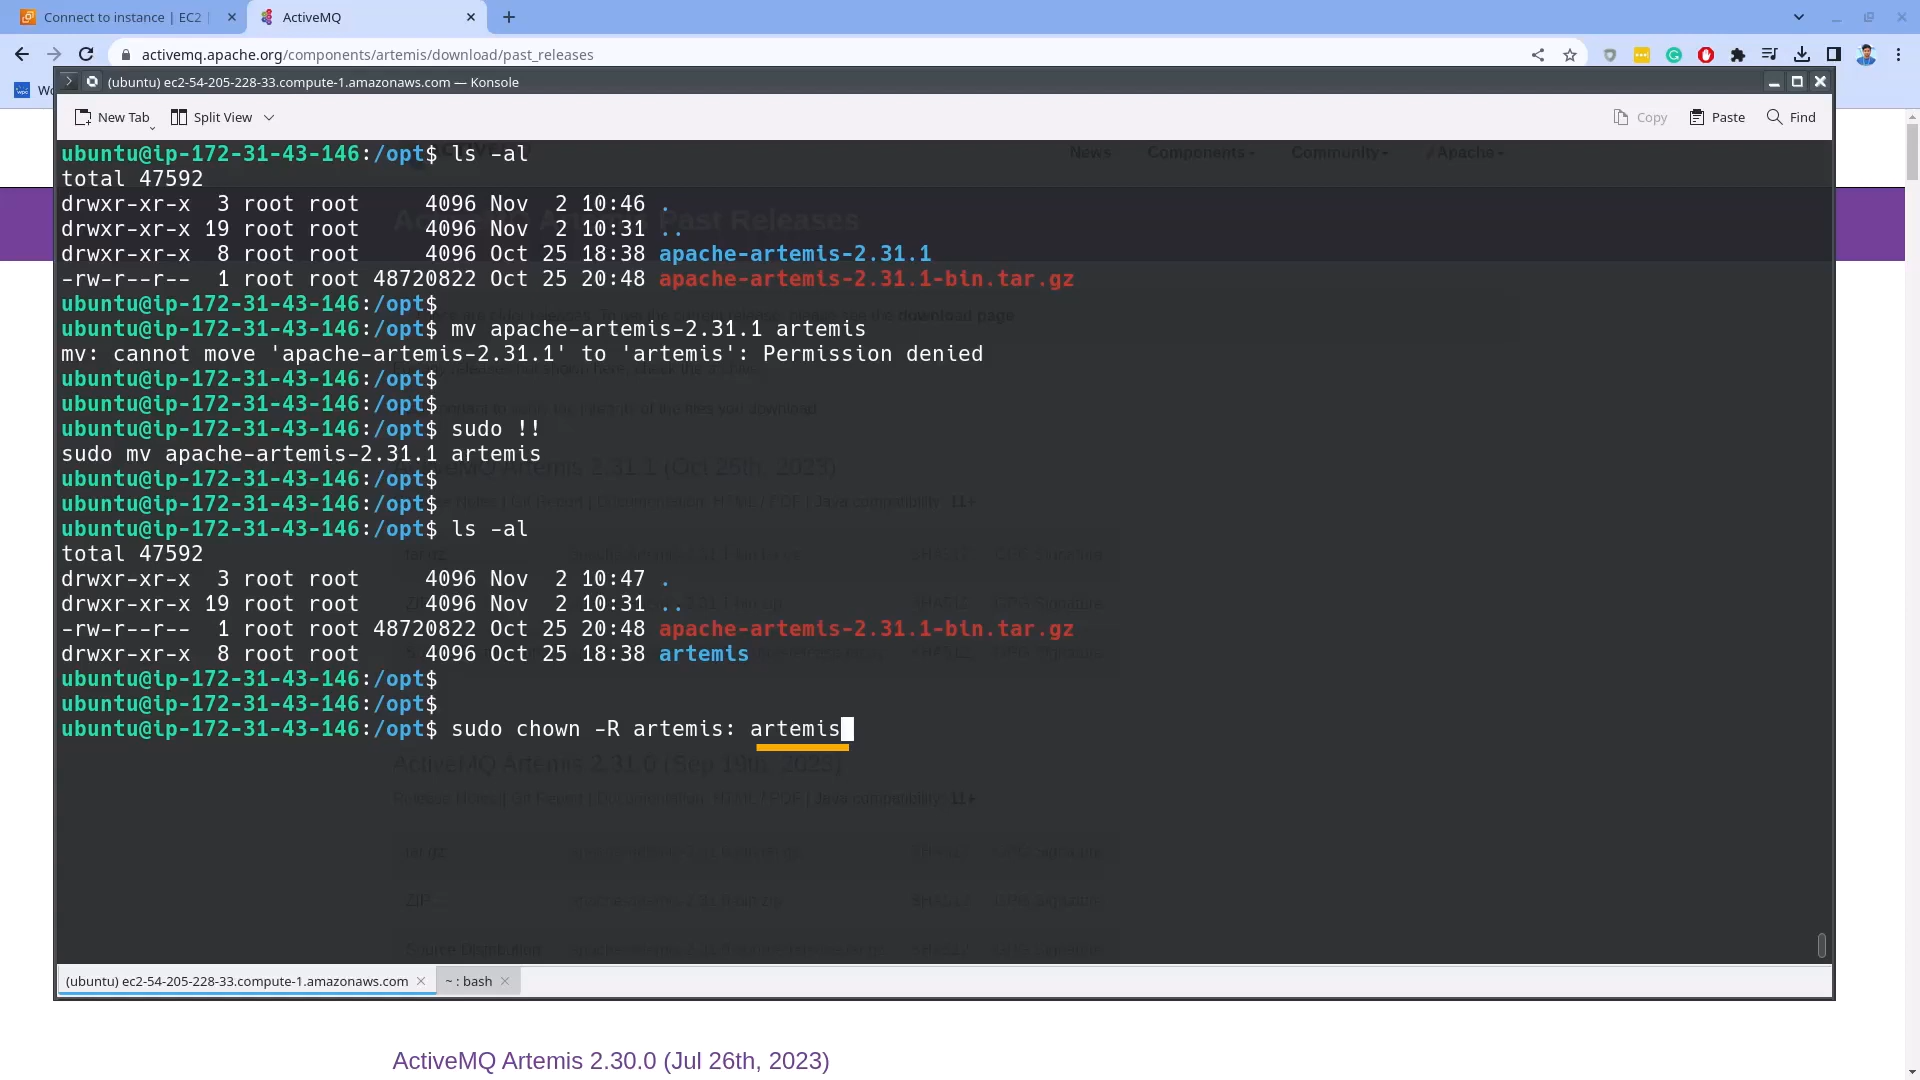 Connect to instance | EC2
ActiveMQ
activemq.apache.org/components/artemis/download/past_releases
Wo
(ubuntu) ec2-54-205-228-33.compute-1.amazonaws.com — Konsole
New Tab
Split View
Copy
Paste
Find
News
Components
Community
Apache
ubuntu@ip-172-31-43-146:/opt$ ls -al
total 47592
drwxr-xr-x  3 root root     4096 Nov  2 10:46 .
drwxr-xr-x 19 root root     4096 Nov  2 10:31 ..
drwxr-xr-x  8 root root     4096 Oct 25 18:38 apache-artemis-2.31.1
-rw-r--r--  1 root root 48720822 Oct 25 20:48 apache-artemis-2.31.1-bin.tar.gz
ubuntu@ip-172-31-43-146:/opt$
ubuntu@ip-172-31-43-146:/opt$ mv apache-artemis-2.31.1 artemis
mv: cannot move 'apache-artemis-2.31.1' to 'artemis': Permission denied
ubuntu@ip-172-31-43-146:/opt$
ubuntu@ip-172-31-43-146:/opt$
ubuntu@ip-172-31-43-146:/opt$ sudo !!
sudo mv apache-artemis-2.31.1 artemis
ubuntu@ip-172-31-43-146:/opt$
ubuntu@ip-172-31-43-146:/opt$
ubuntu@ip-172-31-43-146:/opt$ ls -al
total 47592
drwxr-xr-x  3 root root     4096 Nov  2 10:47 .
drwxr-xr-x 19 root root     4096 Nov  2 10:31 ..
-rw-r--r--  1 root root 48720822 Oct 25 20:48 apache-artemis-2.31.1-bin.tar.gz
drwxr-xr-x  8 root root     4096 Oct 25 18:38 artemis
ubuntu@ip-172-31-43-146:/opt$
ubuntu@ip-172-31-43-146:/opt$
ubuntu@ip-172-31-43-146:/opt$ sudo chown -R artemis: artemis
ActiveMQ Artemis 2.31.0 (Sep 19th, 2023)
(ubuntu) ec2-54-205-228-33.compute-1.amazonaws.com
~ : bash
ActiveMQ Artemis 2.30.0 (Jul 26th, 2023)